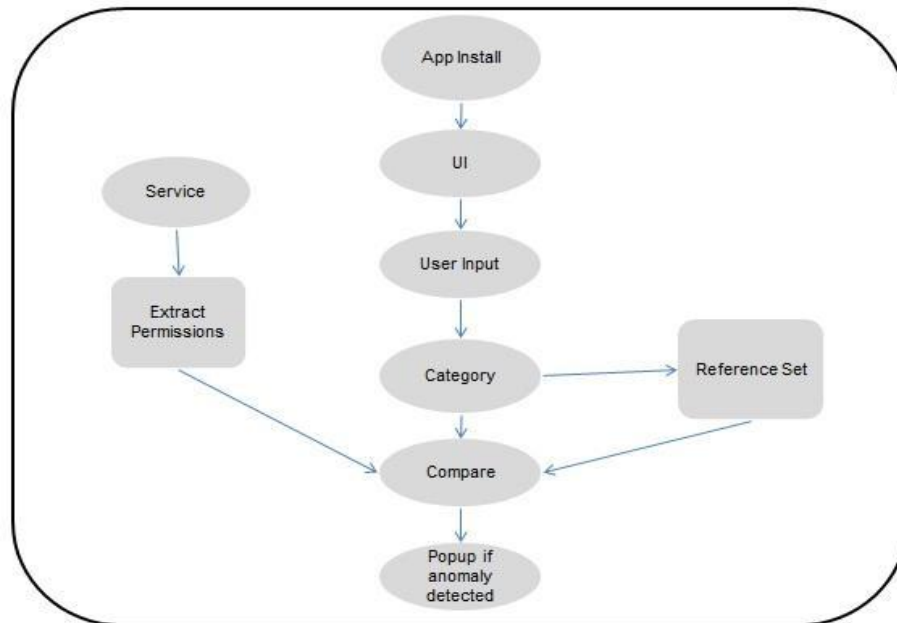 App Install
UI
Service
User Input
Extract
Permissions
Category
Reference Set
Compare
Popup if
anomaly
detected